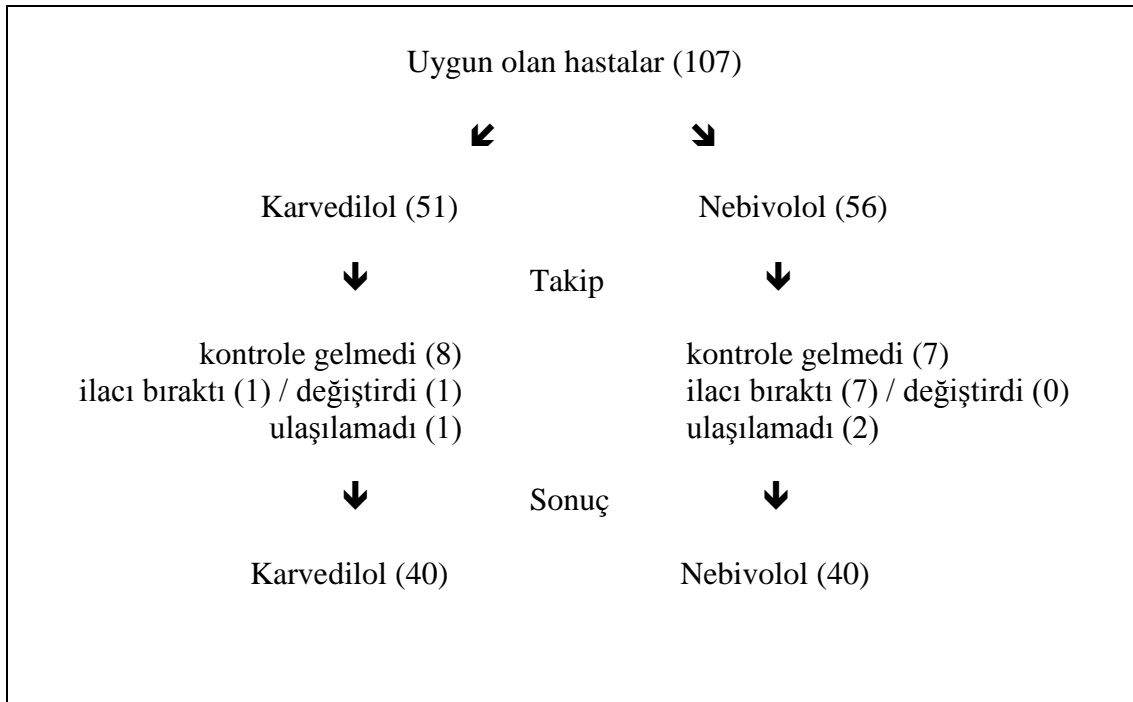 Uygun olan hastalar (107)
Karvedilol (51) Nebivolol (56)
Takip
kontrole gelmedi (8) kontrole gelmedi (7)
ilacı bıraktı (1) / değiştirdi (1) ilacı bıraktı (7) / değiştirdi (0)
ulaşılamadı (1) ulaşılamadı (2)
Sonuç
Karvedilol (40) Nebivolol (40)